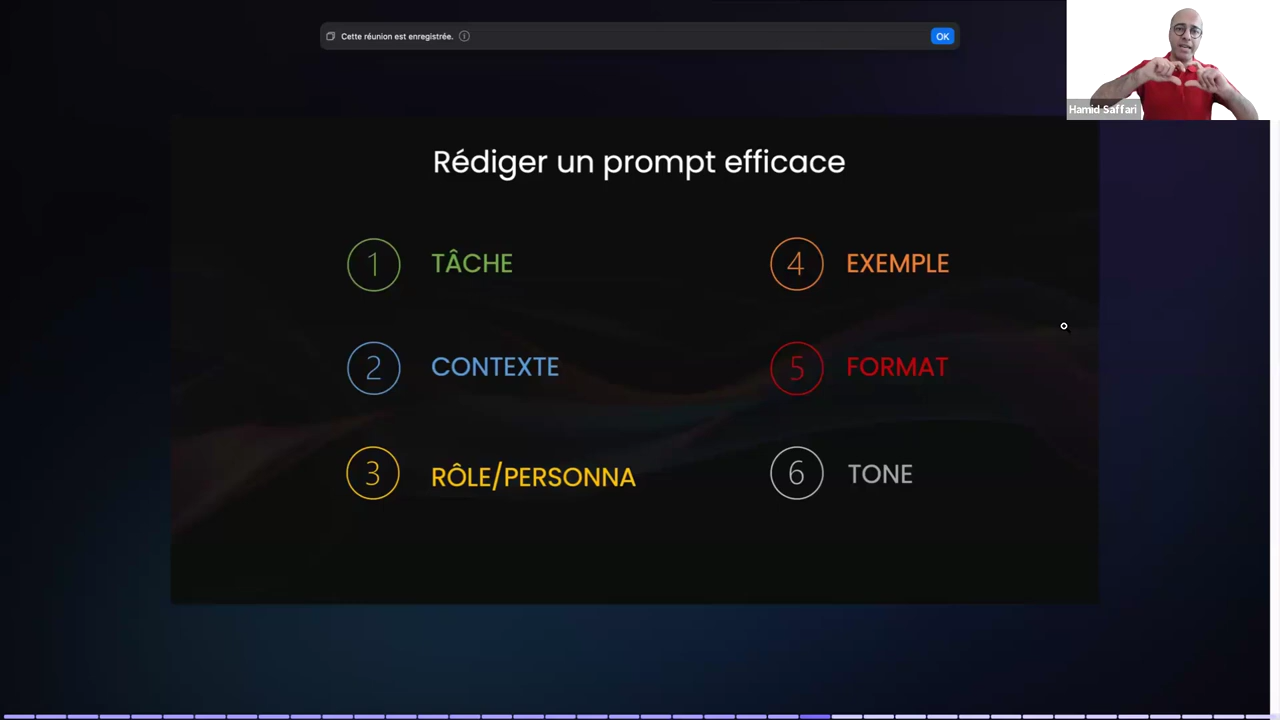 Cette réunion est enregistrée.
OK
Hamid Saffari
Rédiger un prompt efficace
1 TÂCHE
2 CONTEXTE
3 RÔLE/PERSONNA
4 EXEMPLE
5 FORMAT
6 TONE